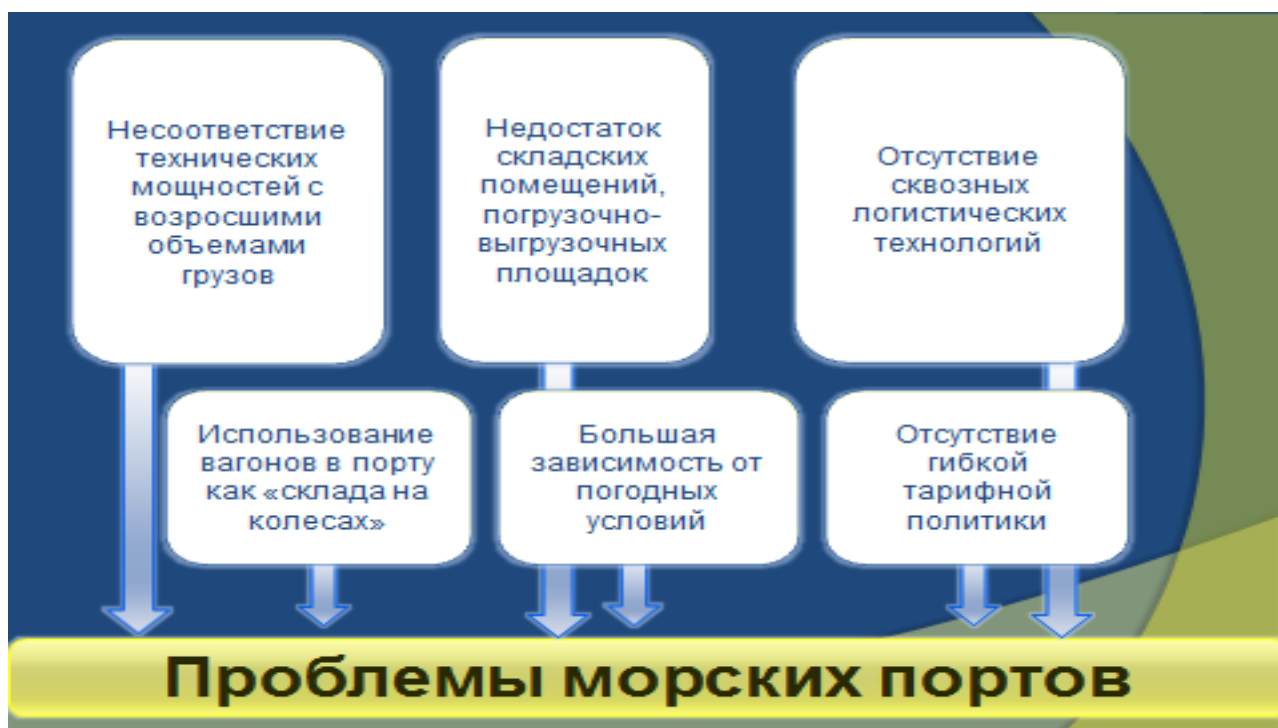 Несоответствие
технических
мощностей с
возросшими
объемами
грузов
Недостаток
складских
помещений,
погрузочно-
выгрузочных
площадок
Отсутствие
сквозных
логистических
технологий
Использование
вагонов в порту
как «склада на
колесах»
Большая
зависимость от
погодных
условий
Отсутствие
гибкой
тарифной
политики
Проблемы морских портов